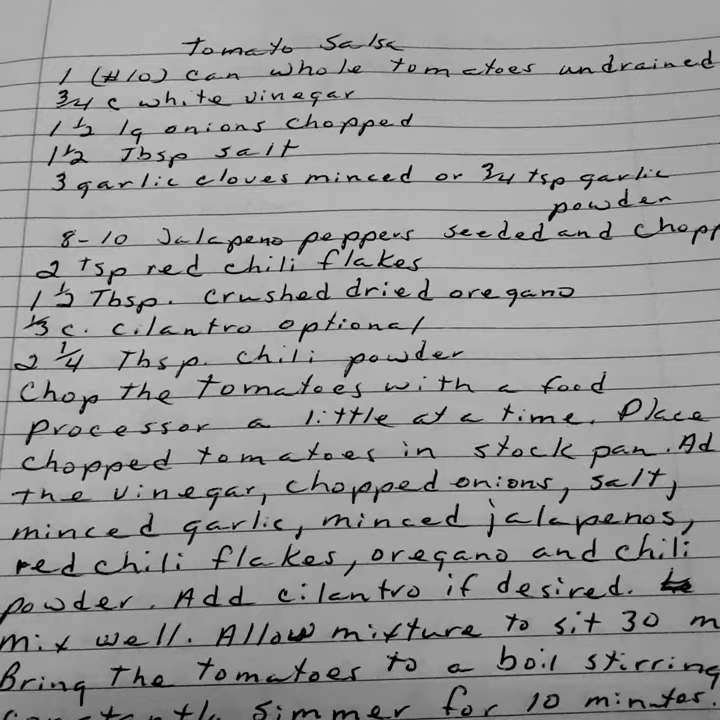 Tomato Salsa
1 (#10) can whole tomatoes undrained
3/4 c white vinegar
1 1/2 lg onions chopped
1 1/2 Tbsp salt
3 garlic cloves minced or 3/4 tsp garlic
powder
8-10 Jalapeno peppers seeded and chopp
2 tsp red chili flakes
1 1/2 Tbsp. crushed dried oregano
1/3 c. cilantro optional
2 1/4 Tbsp. chili powder
Chop the tomatoes with a food
processor a little at a time. Place
chopped tomatoes in stock pan. Ad
the vinegar, chopped onions, salt,
minced garlic, minced jalapenos,
red chili flakes, oregano and chili
powder. Add cilantro if desired.
mix well. Allow mixture to sit 30 m
Bring the tomatoes to a boil stirring
constantly simmer for 10 mintes.